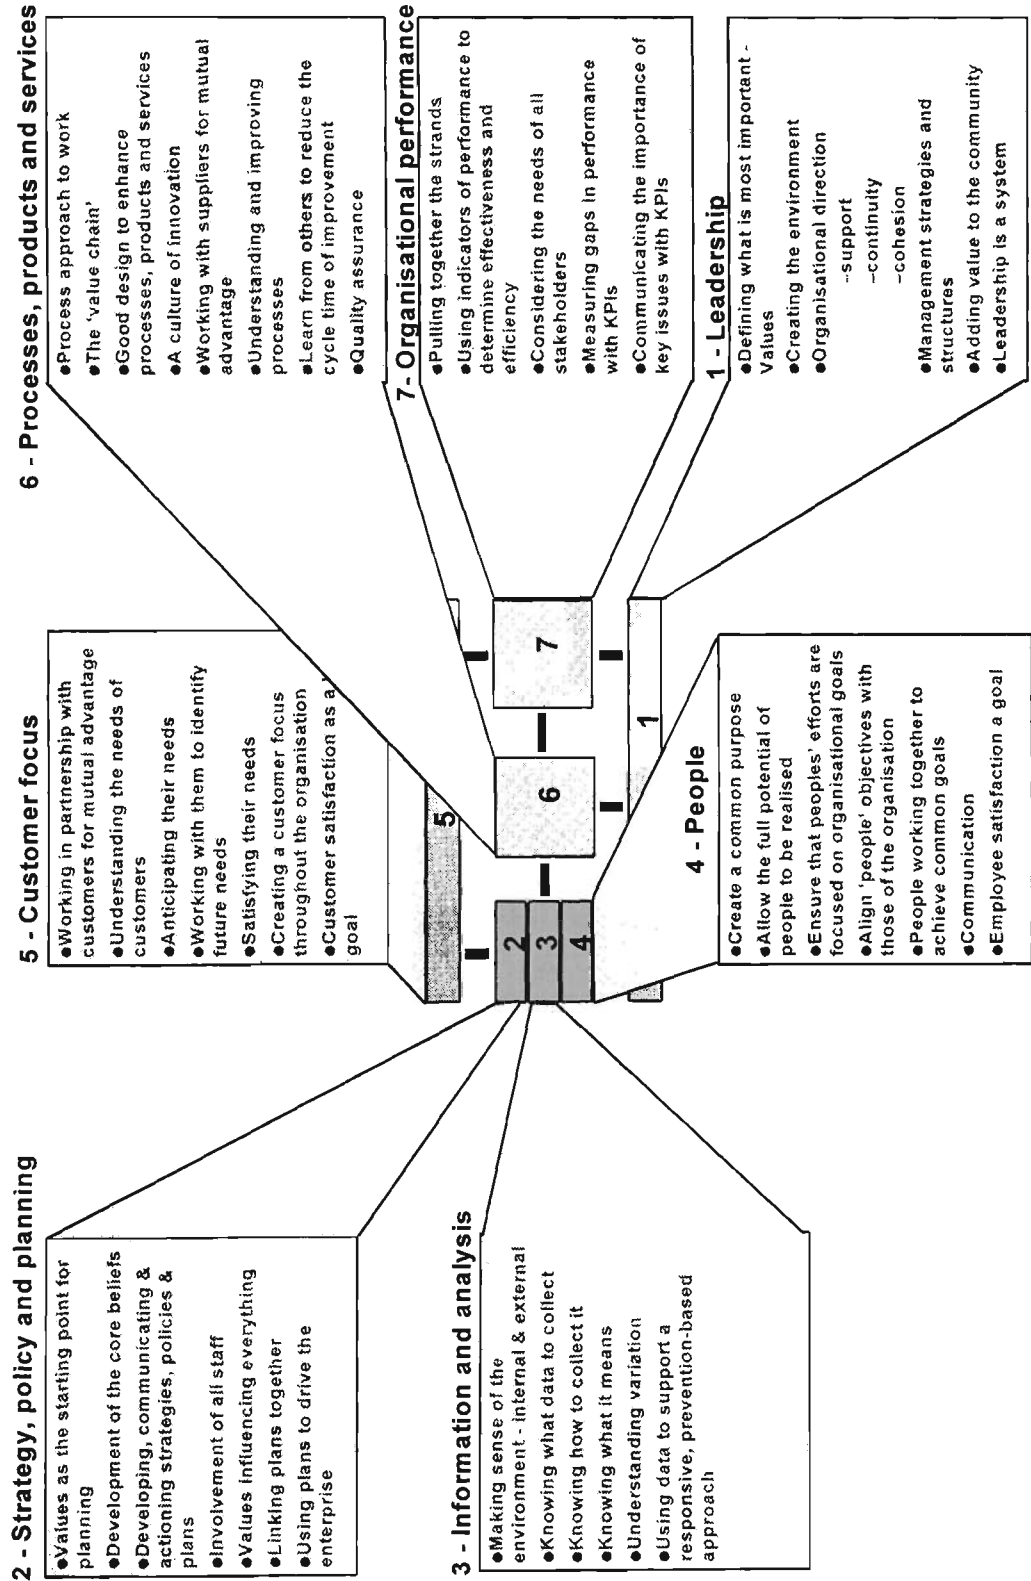 2 - Strategy, policy and planning
●Values as the starting point for
planning
●Development of the core beliefs
●Developing, communicating &
actioning strategies, policies &
plans
●Involvement of all staff
●Values influencing everything
●Linking plans together
●Using plans to drive the
enterprise
5 - Customer focus
●Working in partnership with
customers for mutual advantage
●Understanding the needs of
customers
●Anticipating their needs
●Working with them to identify
future needs
●Satisfying their needs
●Creating a customer focus
throughout the organisation
●Customer satisfaction as a
goal
6 - Processes, products and services
●Process approach to work
●The 'value chain'
●Good design to enhance
processes, products and services
●A culture of innovation
●Working with suppliers for mutual
advantage
●Understanding and improving
processes
●Learn from others to reduce the
cycle time of improvement
●Quality assurance
5
2
3
4
6
7
1
7- Organisational performance
●Pulling together the strands
●Using indicators of performance to
determine effectiveness and
efficiency
●Considering the needs of all
stakeholders
●Measuring gaps in performance
with KPIs
●Communicating the importance of
key issues with KPIs
3 - Information and analysis
●Making sense of the
environment - internal & external
●Knowing what data to collect
●Knowing how to collect it
●Knowing what it means
●Understanding variation
●Using data to support a
responsive, prevention-based
approach
4 - People
●Create a common purpose
●Allow the full potential of
people to be realised
●Ensure that peoples' efforts are
focused on organisational goals
●Align 'people' objectives with
those of the organisation
●People working together to
achieve common goals
●Communication
●Employee satisfaction a goal
1 - Leadership
●Defining what is most important -
Values
●Creating the environment
●Organisational direction
–support
–continuity
–cohesion
●Management strategies and
structures
●Adding value to the community
●Leadership is a system